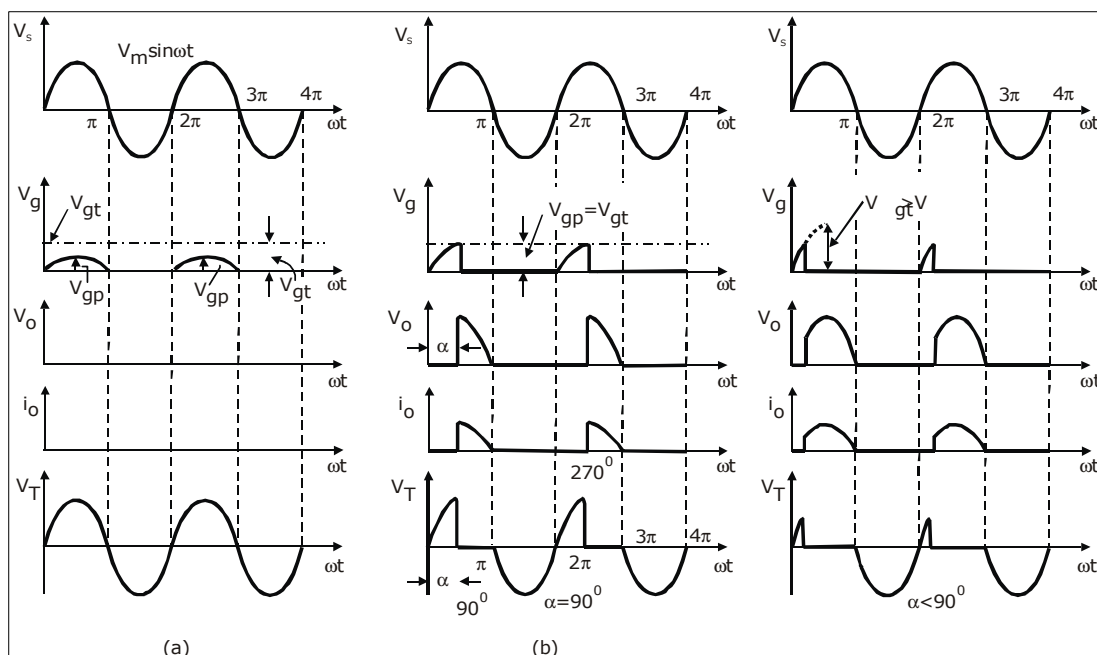 V_s
V_m sinωt
π
2π
3π
4π
ωt
V_g
V_gt
V_gp
V_gp
V_gt
ωt
V_o
ωt
i_o
ωt
V_T
ωt
(a)
V_s
π
2π
3π
4π
ωt
V_g
V_gp=V_gt
ωt
V_o
α
ωt
i_o
270⁰
ωt
V_T
3π
4π
π
2π
ωt
α
90⁰
α=90⁰
(b)
V_s
π
2π
3π
4π
ωt
V_g
V gt>V
ωt
V_o
ωt
i_o
ωt
V_T
ωt
α<90⁰